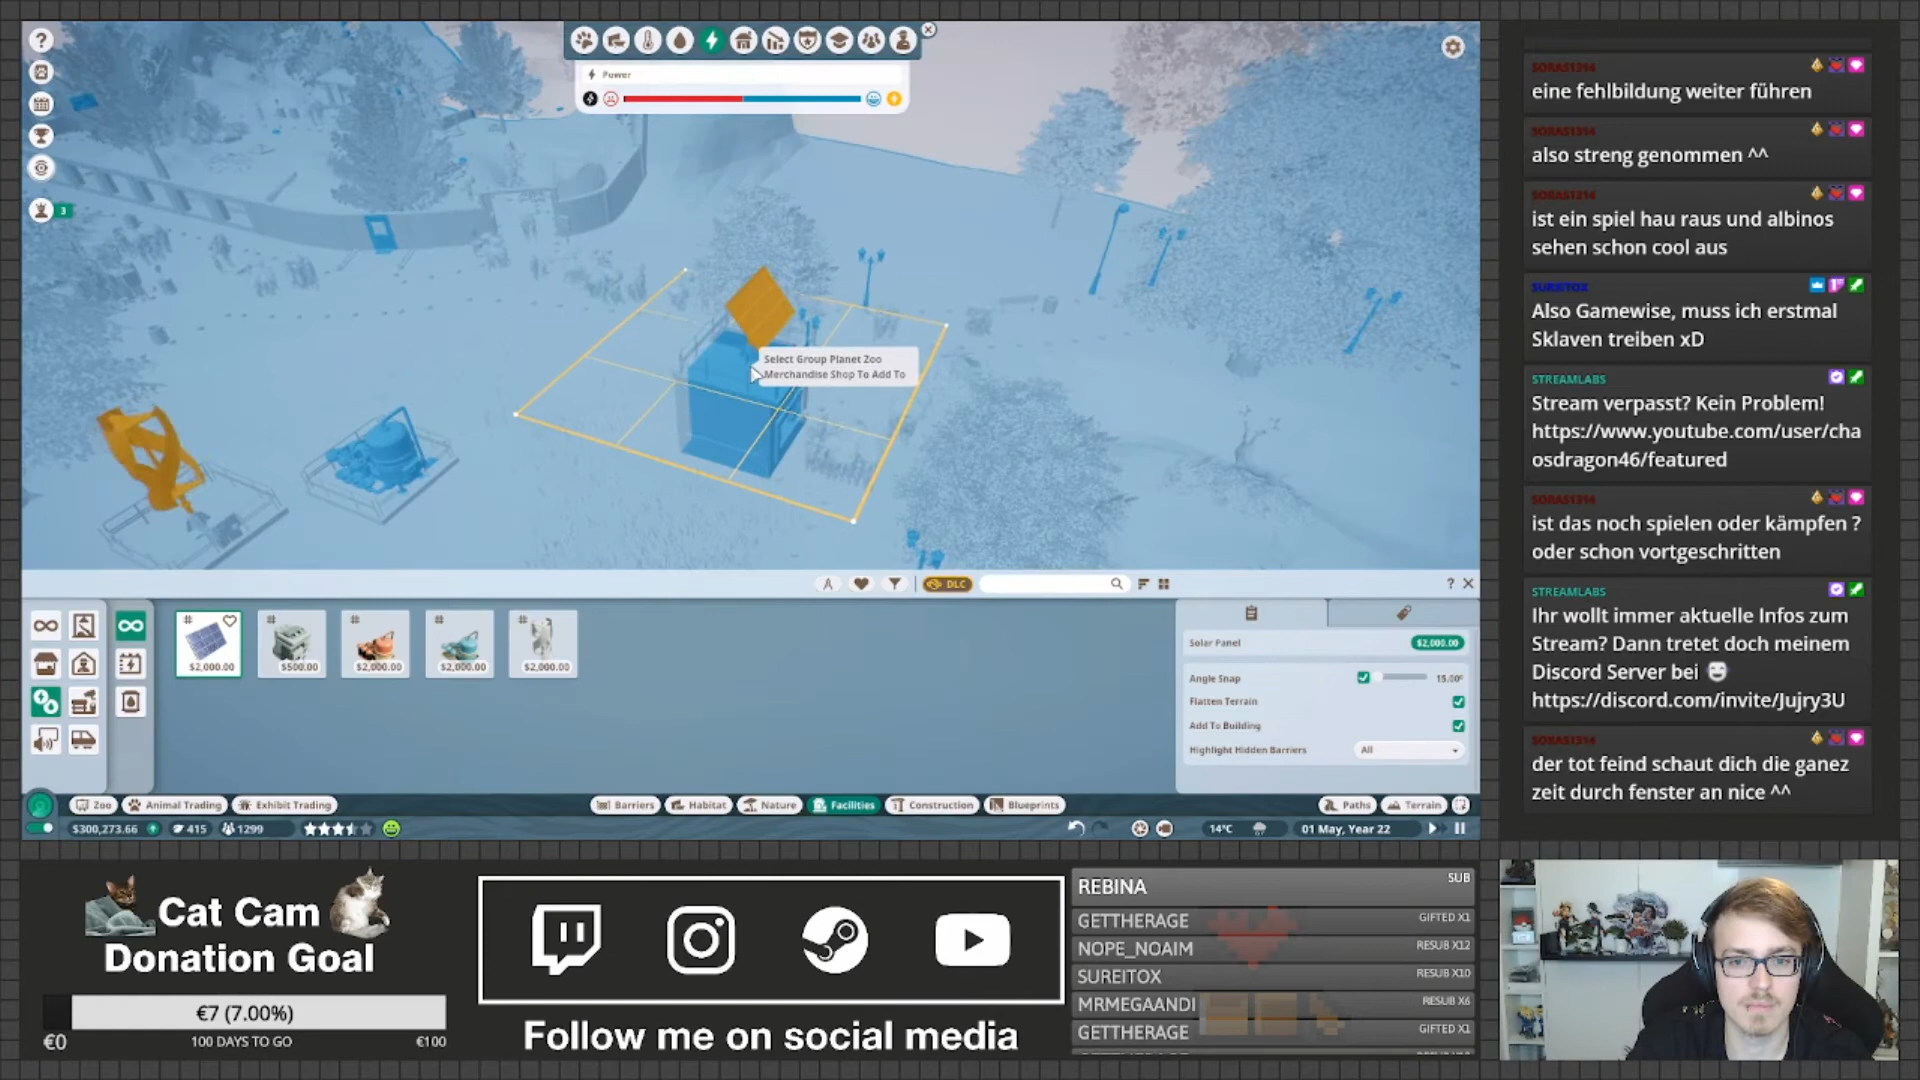 Power
3
Select Group Planet Zoo
Merchandise Shop To Add To
DLC
$2,000.00
$500.00
$2,000.00
$2,000.00
$2,000.00
Solar Panel
$2,000.00
Angle Snap
15.00°
Flatten Terrain
Add To Building
Highlight Hidden Barriers
All
Zoo
Animal Trading
Exhibit Trading
Barriers
Habitat
Nature
Facilities
Construction
Blueprints
Paths
Terrain
$300,273.66
415
1299
14°C
01 May, Year 22
SORAS1314
eine fehlbildung weiter führen
SORAS1314
also streng genommen ^^
SORAS1314
ist ein spiel hau raus und albinos
sehen schon cool aus
SUREITOX
Also Gamewise, muss ich erstmal
Sklaven treiben xD
STREAMLABS
Stream verpasst? Kein Problem!
https://www.youtube.com/user/cha
osdragon46/featured
SORAS1314
ist das noch spielen oder kämpfen ?
oder schon vortgeschritten
STREAMLABS
Ihr wollt immer aktuelle Infos zum
Stream? Dann tretet doch meinem
Discord Server bei
https://discord.com/invite/Jujry3U
SORAS1314
der tot feind schaut dich die ganez
zeit durch fenster an nice ^^
Cat Cam
Donation Goal
€7 (7.00%)
€0
100 DAYS TO GO
€100
Follow me on social media
REBINA
SUB
GETTHERAGE
GIFTED X1
NOPE_NOAIM
RESUB X12
SUREITOX
RESUB X10
MRMEGAANDI
RESUB X6
GETTHERAGE
GIFTED X1